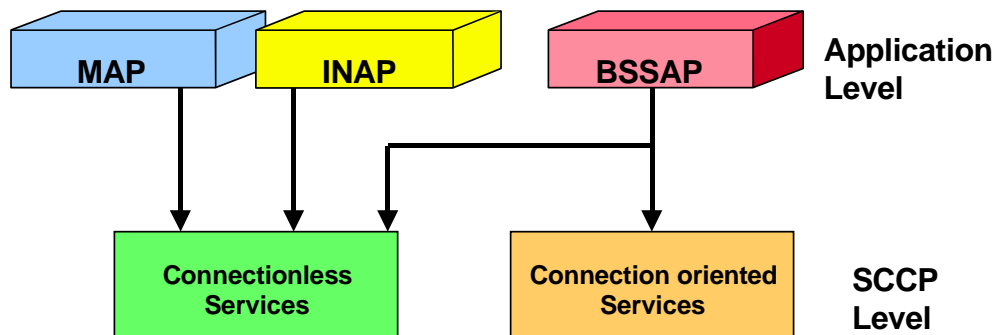 MAP
INAP
BSSAP
Application
Level
Connectionless
Services
Connection oriented
Services
SCCP
Level